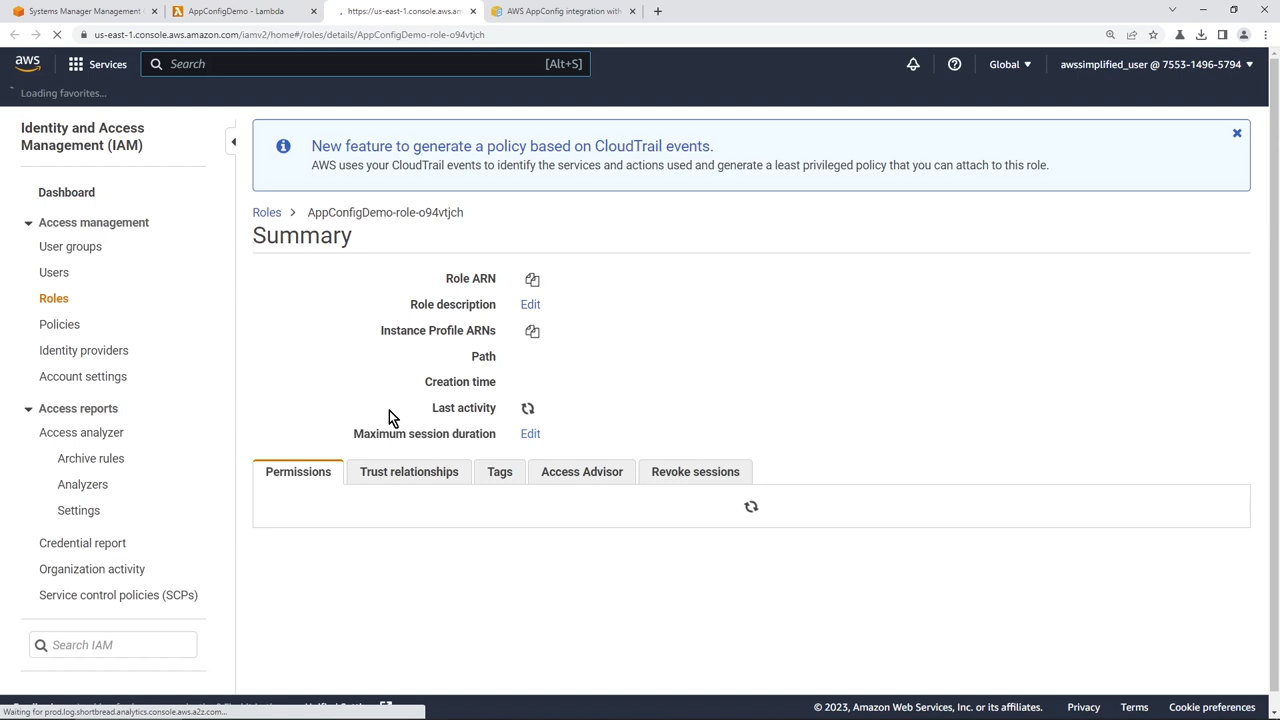 Systems Manager Management C
AppConfigDemo - Lambda
https://us-east-1.console.aws.am
AWS AppConfig integration with
us-east-1.console.aws.amazon.com/iamv2/home#/roles/details/AppConfigDemo-role-o94vtjch
aws
Services
Search
[Alt+S]
Global
awssimplified_user @ 7553-1496-5794
Loading favorites...
Identity and Access
Management (IAM)
Dashboard
Access management
User groups
Users
Roles
Policies
Identity providers
Account settings
Access reports
Access analyzer
Archive rules
Analyzers
Settings
Credential report
Organization activity
Service control policies (SCPs)
Search IAM
New feature to generate a policy based on CloudTrail events.
AWS uses your CloudTrail events to identify the services and actions used and generate a least privileged policy that you can attach to this role.
Roles > AppConfigDemo-role-o94vtjch
Summary
Role ARN
Role description Edit
Instance Profile ARNs
Path
Creation time
Last activity
Maximum session duration Edit
Permissions
Trust relationships
Tags
Access Advisor
Revoke sessions
Waiting for prod.log.shortbread.analytics.console.aws.a2z.com...
© 2023, Amazon Web Services, Inc. or its affiliates.
Privacy
Terms
Cookie preferences